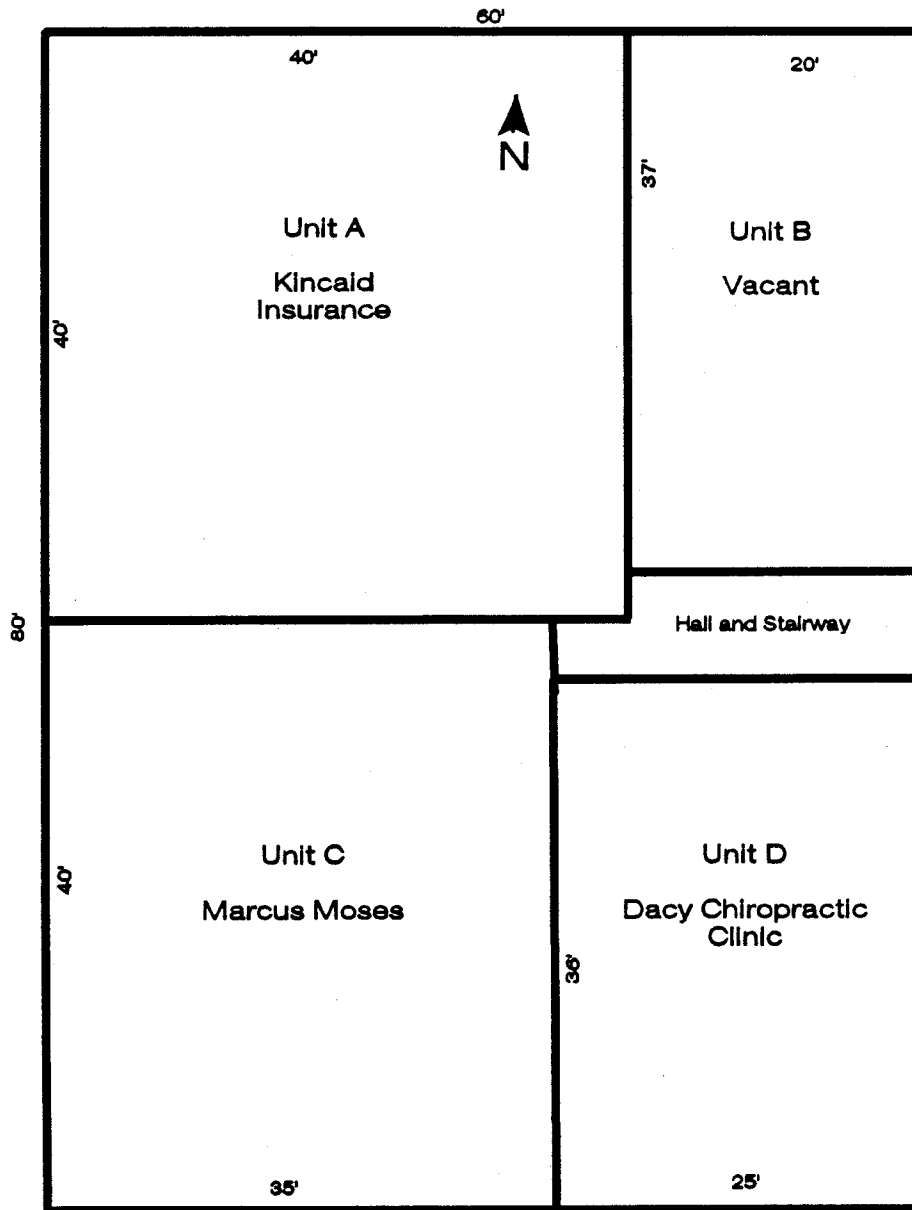 60'
40'
20'
N
37'
Unit A
Kincaid
Insurance
Unit B
Vacant
40'
80'
Hall and Stairway
Unit C
Marcus Moses
40'
Unit D
Dacy Chiropractic
Clinic
36'
35'
25'